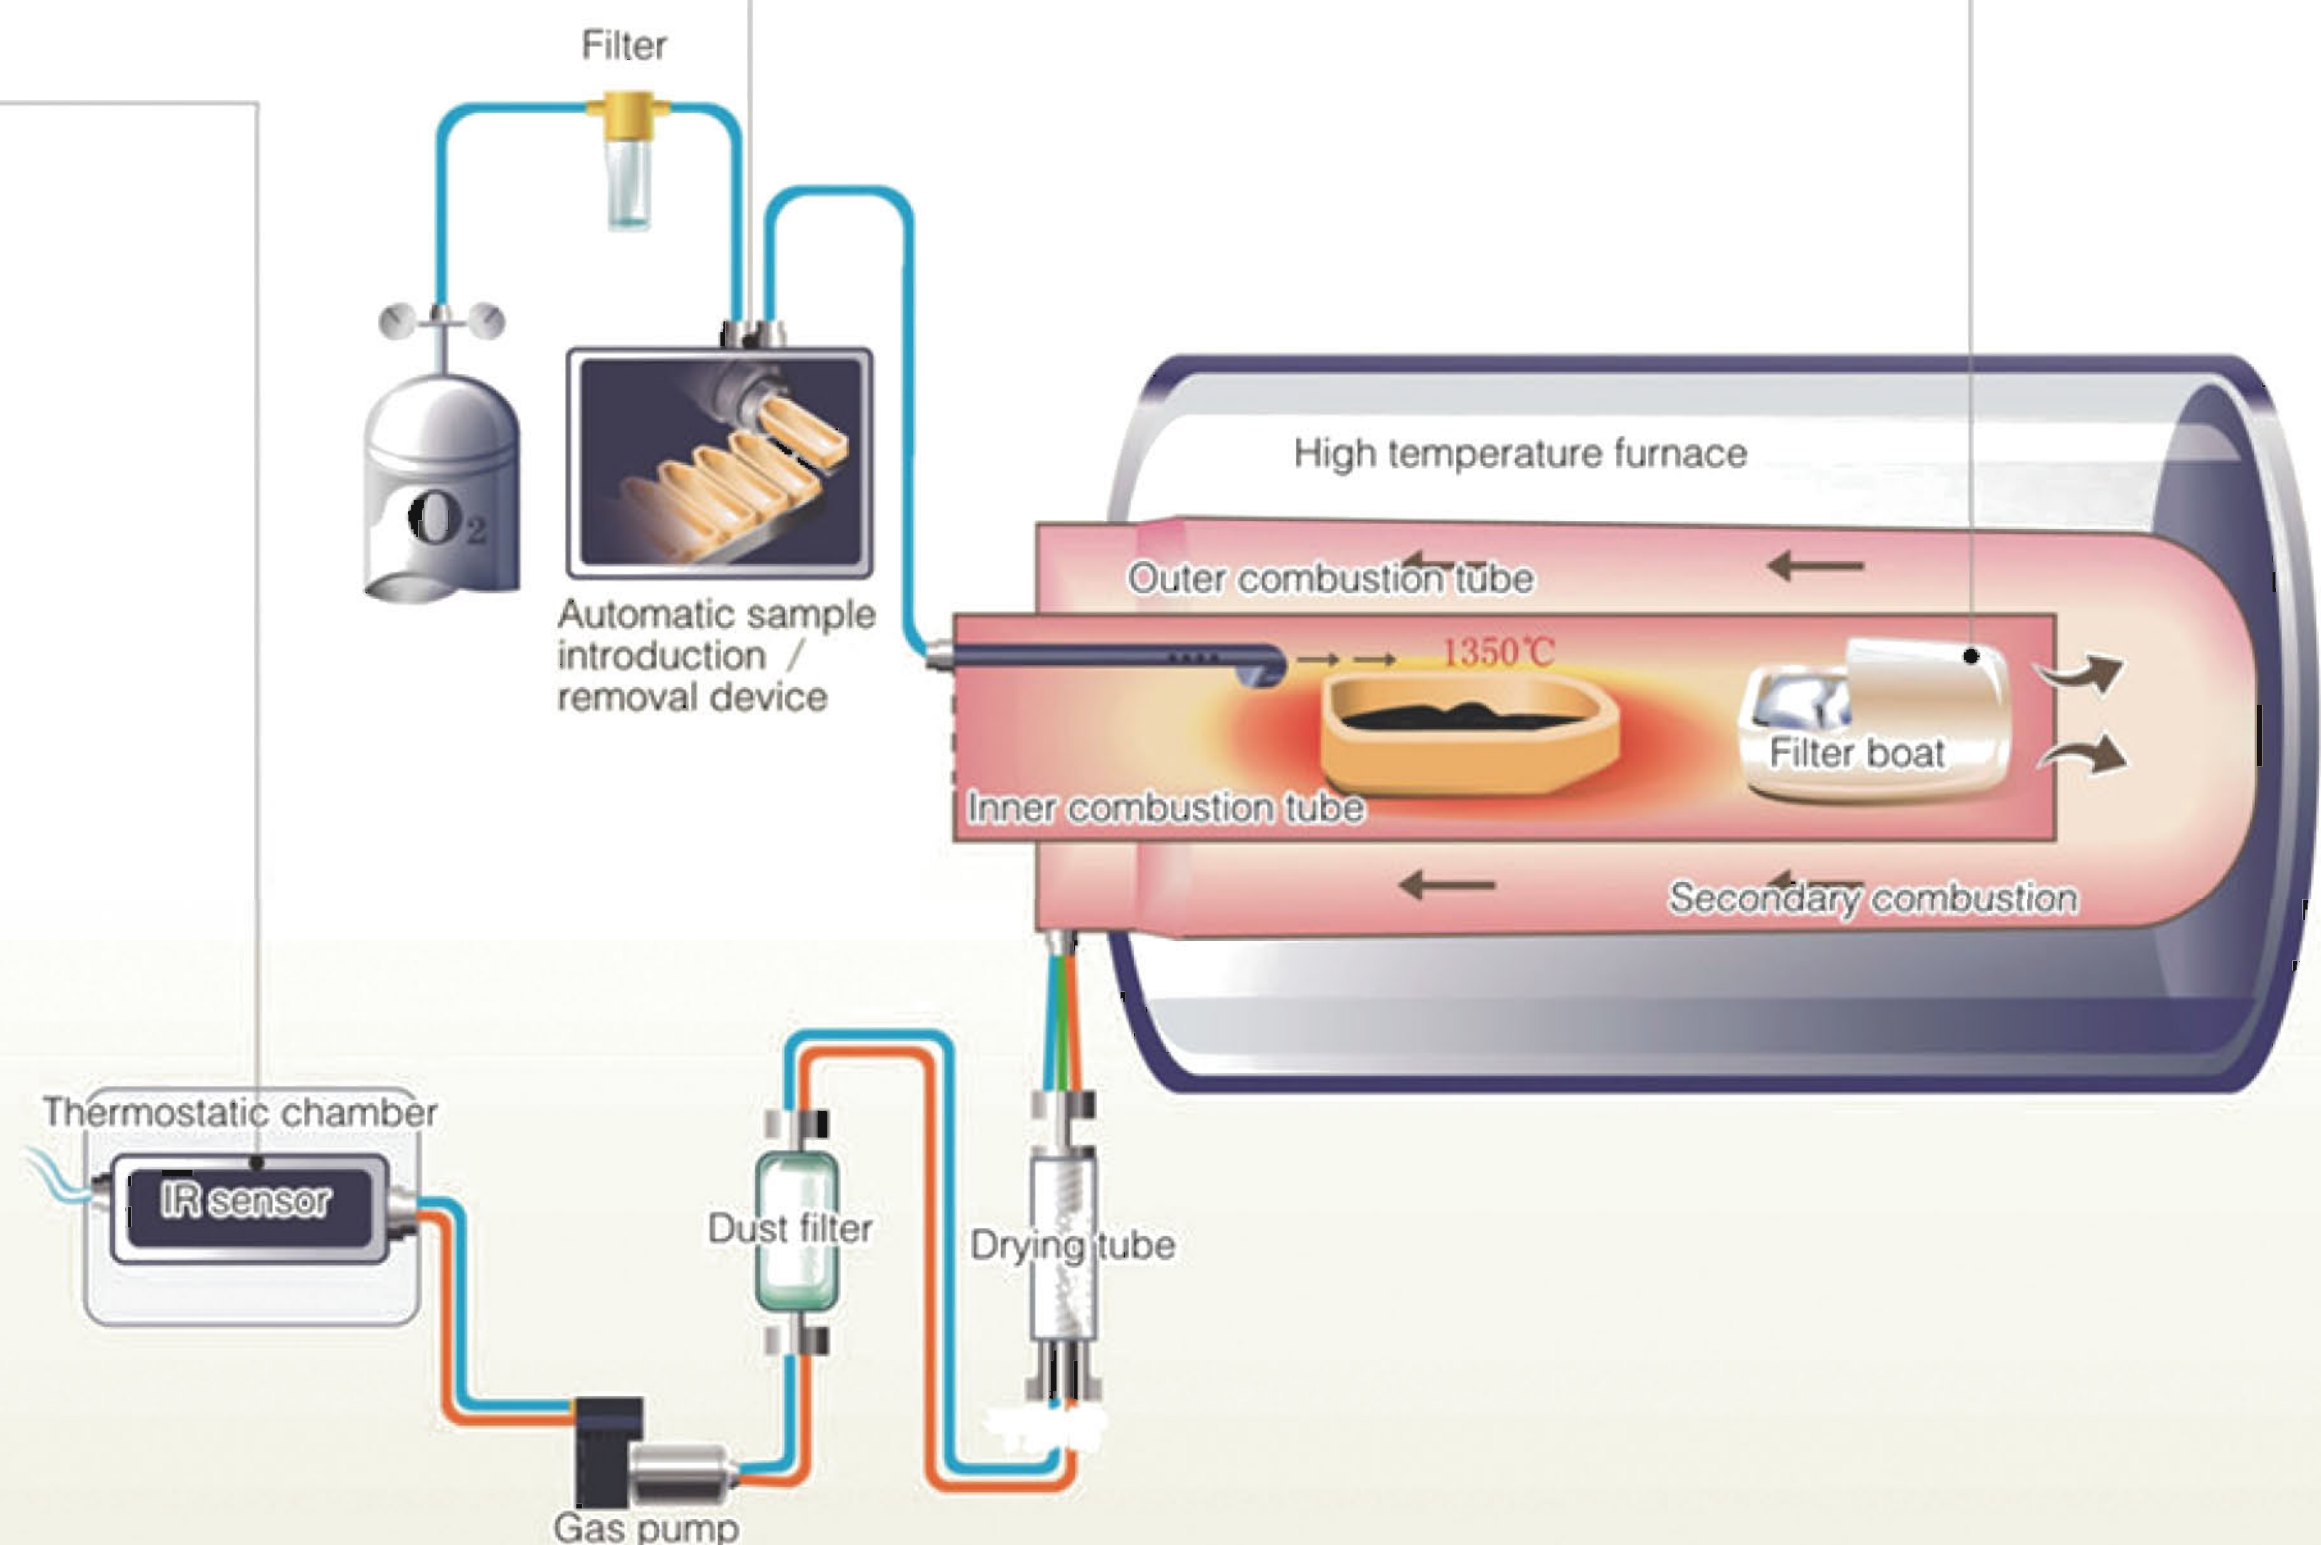 Filter
O2
Automatic sample
introduction /
removal device
High temperature furnace
Outer combustion tube
1350℃
Filter boat
Inner combustion tube
Secondary combustion
Thermostatic chamber
IR sensor
Dust filter
Drying tube
Gas pump